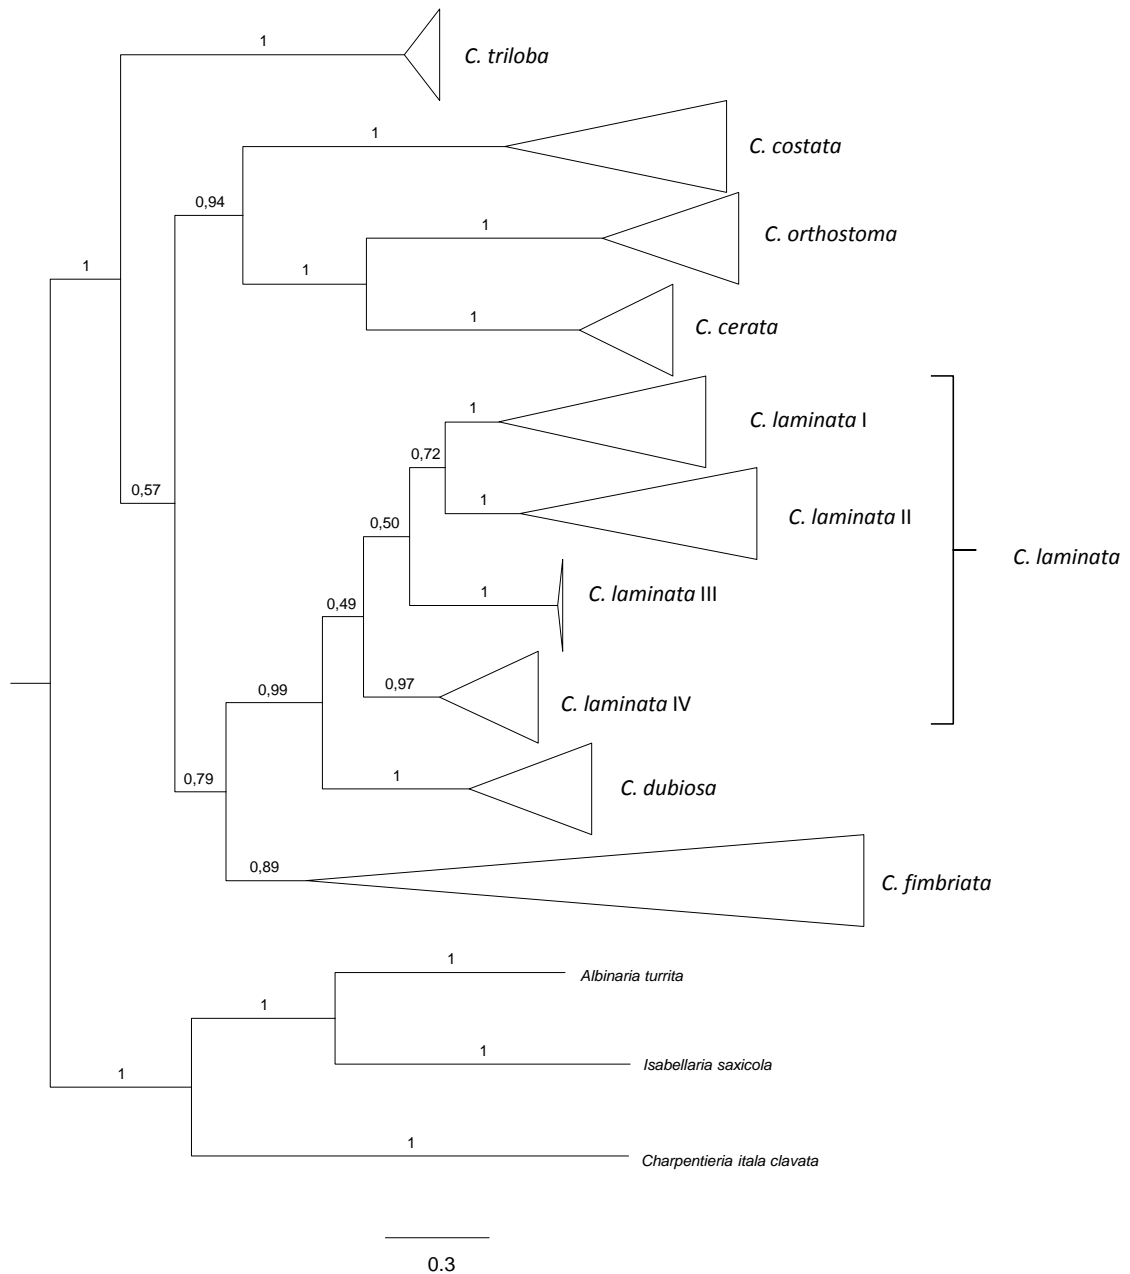 1
C. triloba
1
C. costata
0,94
1
C. orthostoma
1
1
1
C. cerata
1
C. laminata I
0,72
0,57
1
C. laminata II
0,50
C. laminata
1
C. laminata III
0,49
0,99
0,97
C. laminata IV
0,79
1
C. dubiosa
0,89
C. fimbriata
1
Albinaria turrita
1
1
Isabellaria saxicola
1
1
Charpentieria itala clavata
0.3